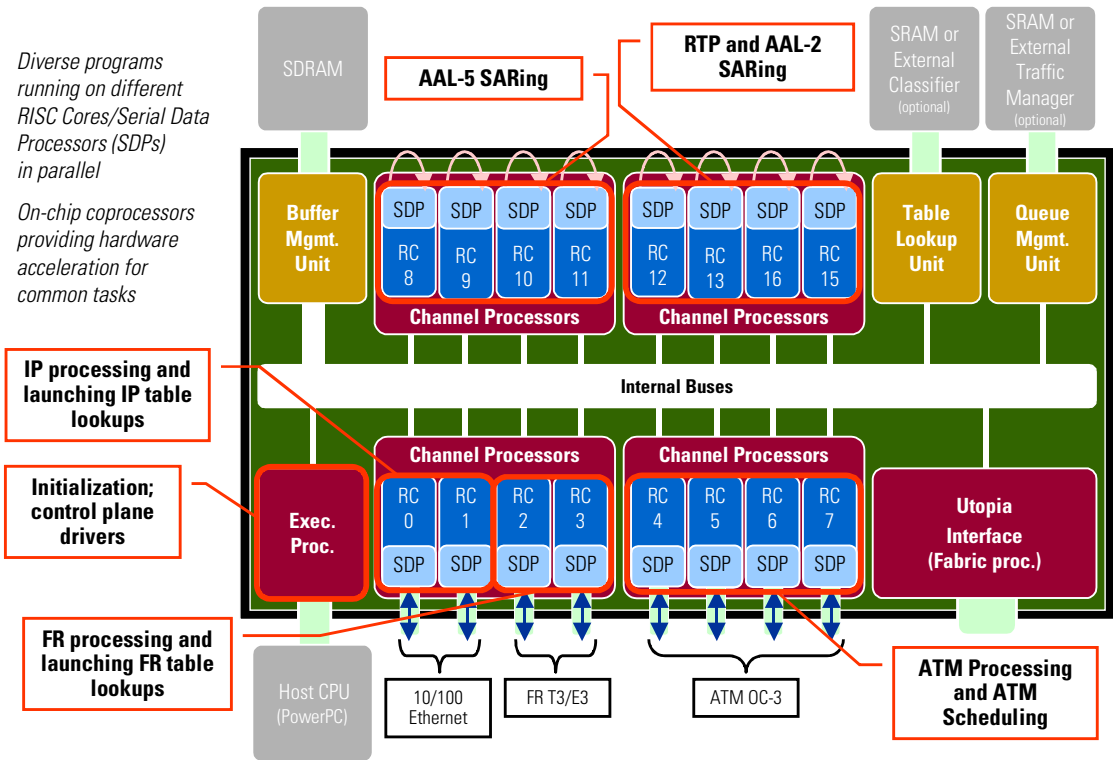 Diverse programs
running on different
RISC Cores/Serial Data
Processors (SDPs)
in parallel
On-chip coprocessors
providing hardware
acceleration for
common tasks
SDRAM
AAL-5 SARing
RTP and AAL-2
SARing
SRAM or
External
Classifier
(optional)
SRAM or
External
Traffic
Manager
(optional)
Buffer
Mgmt.
Unit
SDP
RC
8
SDP
RC
9
SDP
RC
10
SDP
RC
11
Channel Processors
SDP
RC
12
SDP
RC
13
SDP
RC
16
SDP
RC
15
Channel Processors
Table
Lookup
Unit
Queue
Mgmt.
Unit
IP processing and
launching IP table
lookups
Internal Buses
Initialization;
control plane
drivers
Exec.
Proc.
Channel Processors
RC
0
SDP
RC
1
SDP
RC
2
SDP
RC
3
SDP
Channel Processors
RC
4
SDP
RC
5
SDP
RC
6
SDP
RC
7
SDP
Utopia
Interface
(Fabric proc.)
FR processing and
launching FR table
lookups
Host CPU
(PowerPC)
10/100
Ethernet
FR T3/E3
ATM OC-3
ATM Processing
and ATM
Scheduling